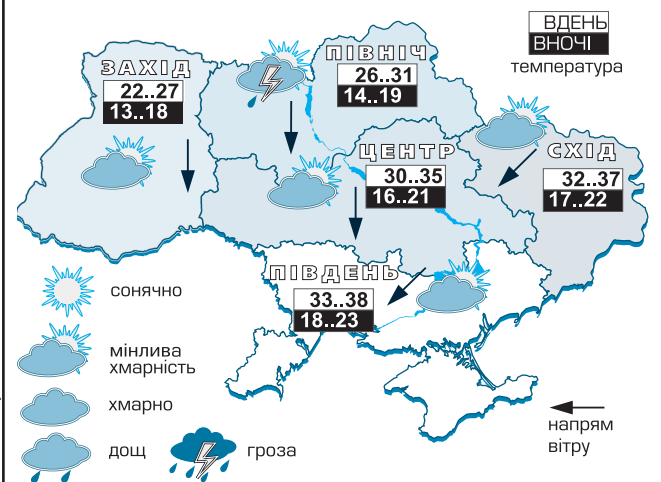 ВДЕНЬ
ВНОЧІ
температура
ПІВНІЧ
26..31
14..19
ЗАХІД
22..27
13..18
ЦЕНТР
30..35
16..21
СХІД
32..37
17..22
ПІВДЕНЬ
33..38
18..23
сонячно
мінлива
хмарність
хмарно
дощ
гроза
напрям
вітру